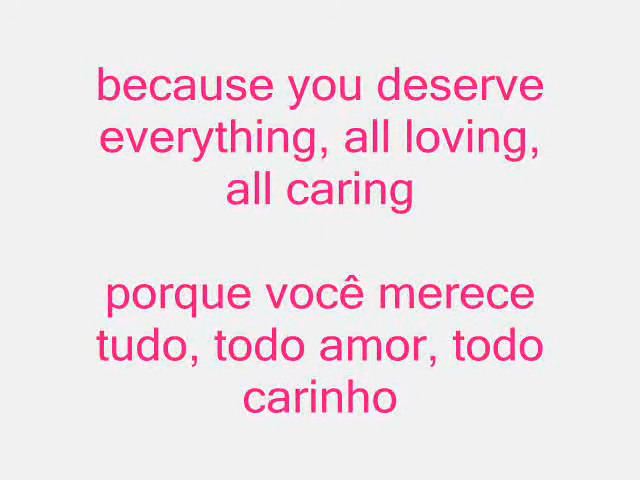 because you deserve
everything, all loving,
all caring
porque você merece
tudo, todo amor, todo
carinho